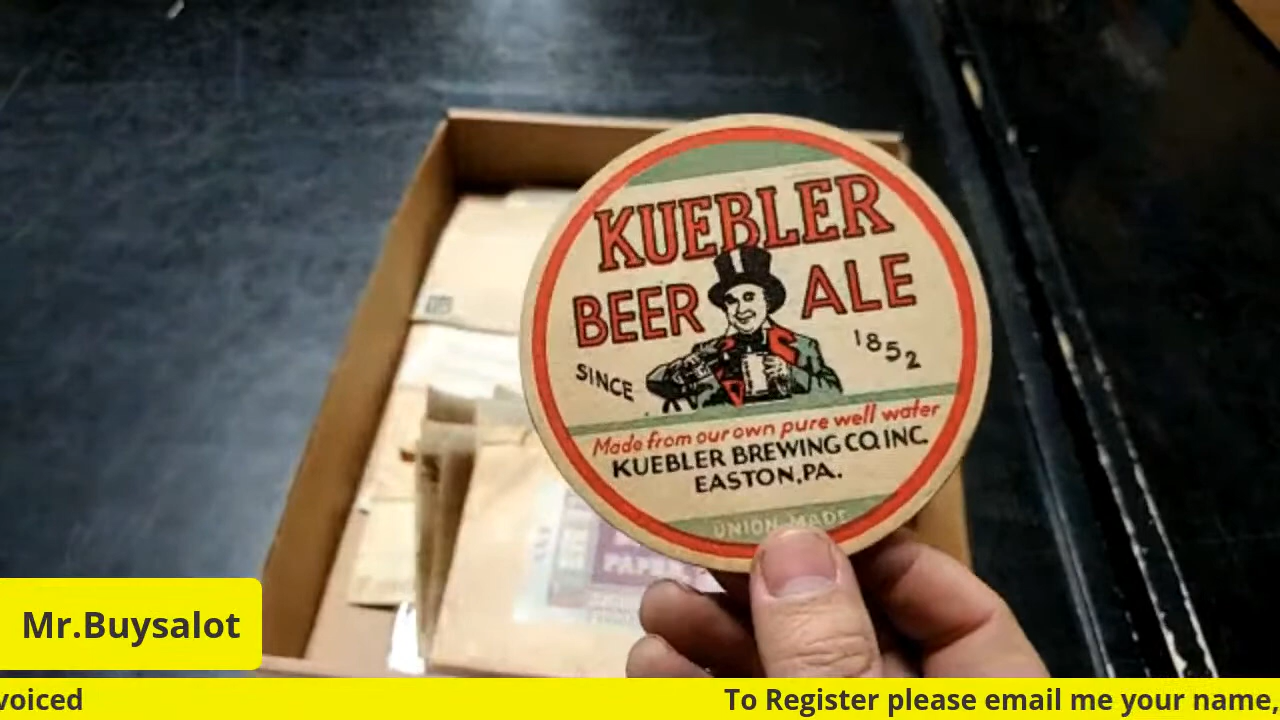 KUEBLER
BEER ALE
SINCE 1852
Made from our own pure well water
KUEBLER BREWING CO. INC.
EASTON, PA.
UNION MADE
PAPER
Mr.Buysalot
voiced To Register please email me your name,